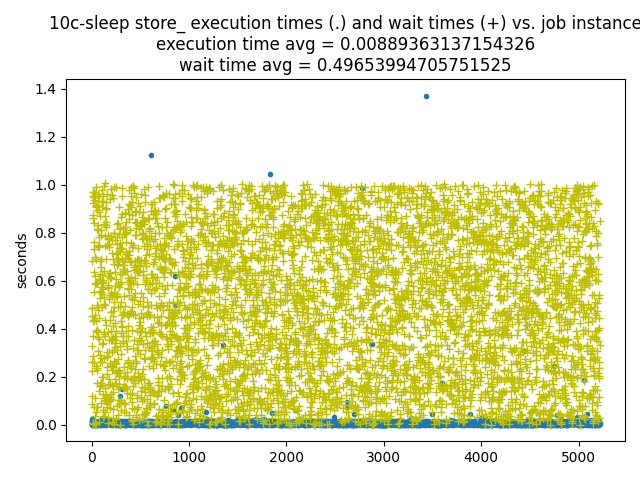 10c-sleep store_ execution times (.) and wait times (+) vs. job instance
execution time avg = 0.00889363137154326
wait time avg = 0.49653994705751525
1.4
1.2
1.0
0.8
0.6
0.4
0.2
0.0
seconds
0 1000 2000 3000 4000 5000